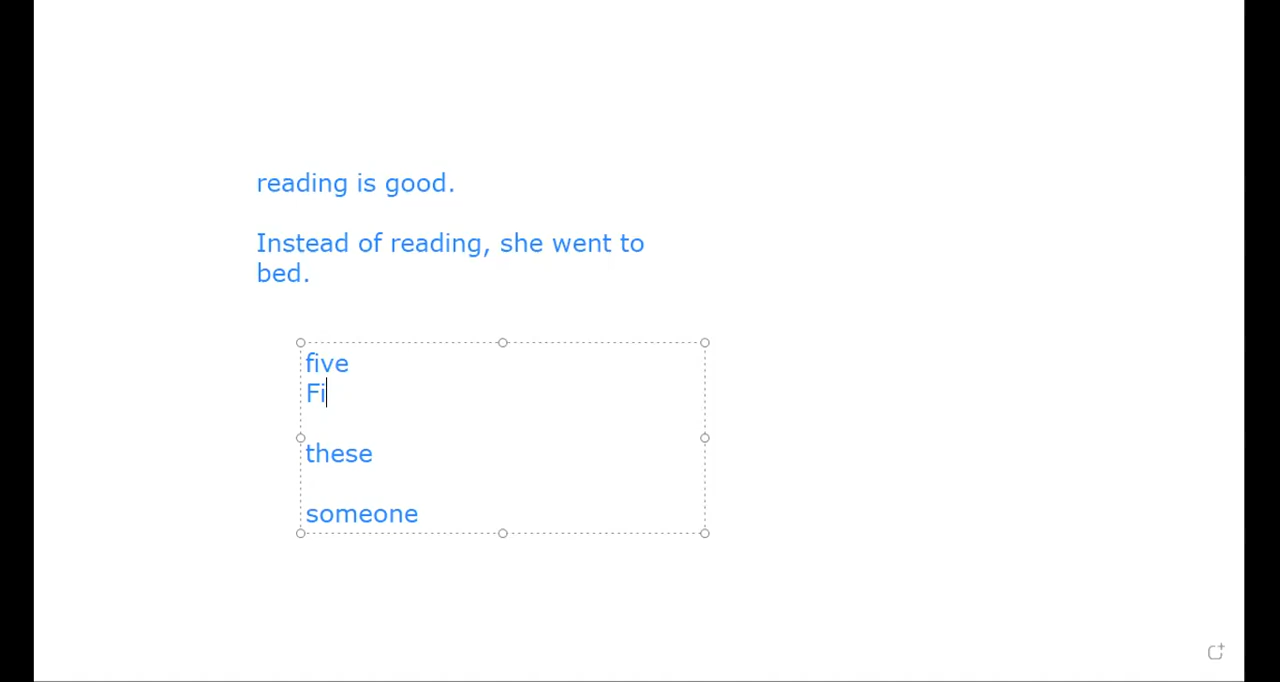 reading is good.
Instead of reading, she went to
bed.
five
Fi
these
someone